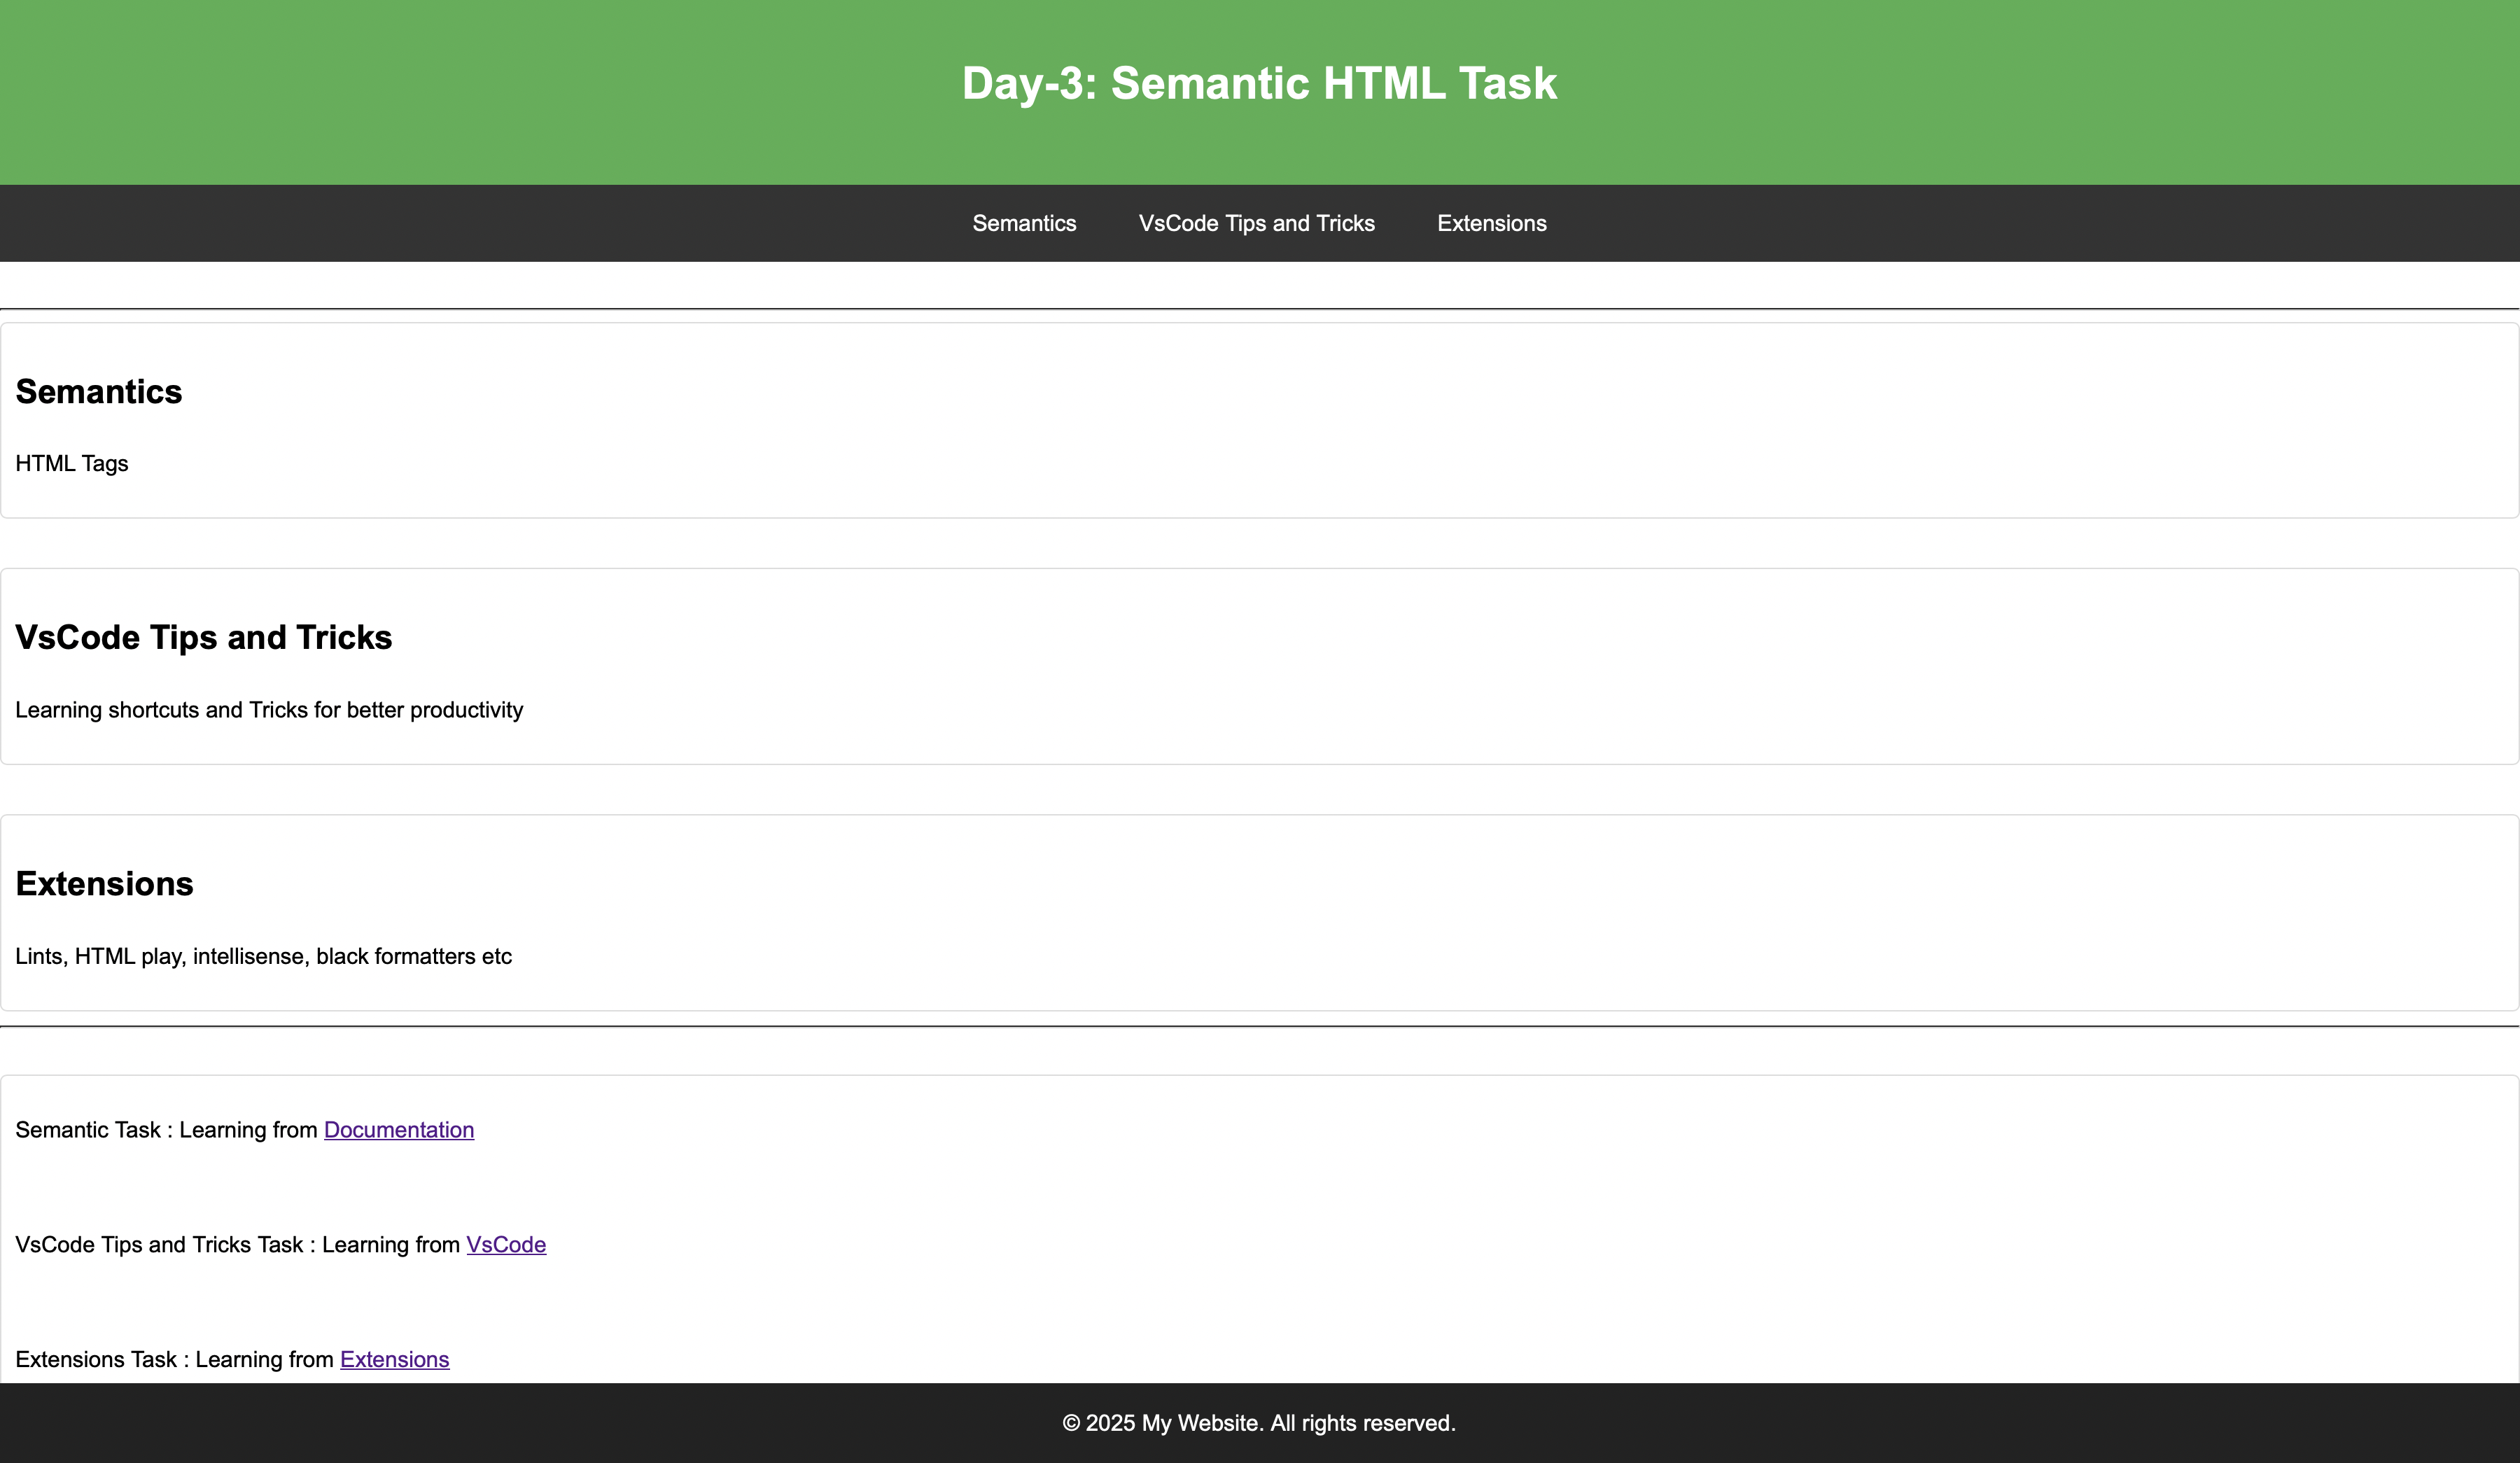 Day-3: Semantic HTML Task
Semantics VsCode Tips and Tricks Extensions
Semantics
HTML Tags
VsCode Tips and Tricks
Learning shortcuts and Tricks for better productivity
Extensions
Lints, HTML play, intellisense, black formatters etc
Semantic Task : Learning from Documentation
VsCode Tips and Tricks Task : Learning from VsCode
Extensions Task : Learning from Extensions
© 2025 My Website. All rights reserved.